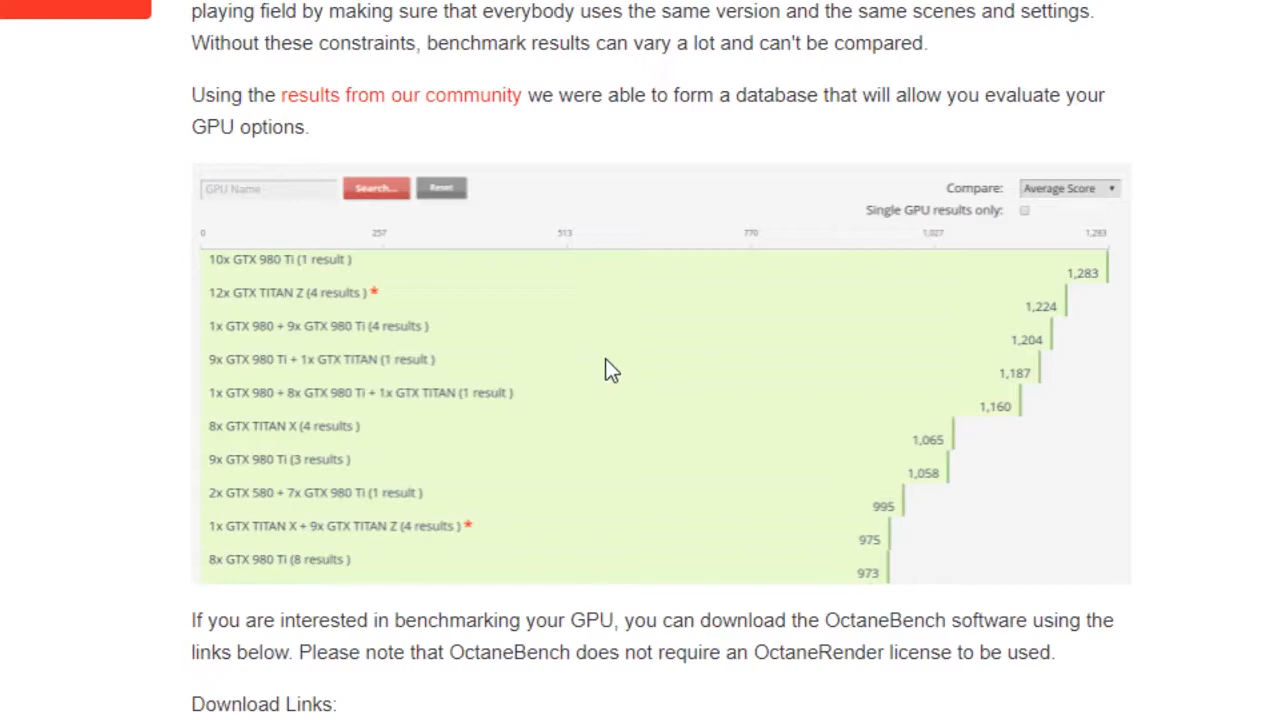 playing field by making sure that everybody uses the same version and the same scenes and settings.
Without these constraints, benchmark results can vary a lot and can't be compared.
Using the results from our community we were able to form a database that will allow you evaluate your
GPU options.
GPU Name
Search...
Reset
Compare:
Average Score
Single GPU results only:
0 257 513 770 1,027 1,283
10x GTX 980 Ti (1 result )
1,283
12x GTX TITAN Z (4 results ) *
1,224
1x GTX 980 + 9x GTX 980 Ti (4 results )
1,204
9x GTX 980 Ti + 1x GTX TITAN (1 result )
1,187
1x GTX 980 + 8x GTX 980 Ti + 1x GTX TITAN (1 result )
1,160
8x GTX TITAN X (4 results )
1,065
9x GTX 980 Ti (3 results )
1,058
2x GTX 580 + 7x GTX 980 Ti (1 result )
995
1x GTX TITAN X + 9x GTX TITAN Z (4 results ) *
975
8x GTX 980 Ti (8 results )
973
If you are interested in benchmarking your GPU, you can download the OctaneBench software using the
links below. Please note that OctaneBench does not require an OctaneRender license to be used.
Download Links: